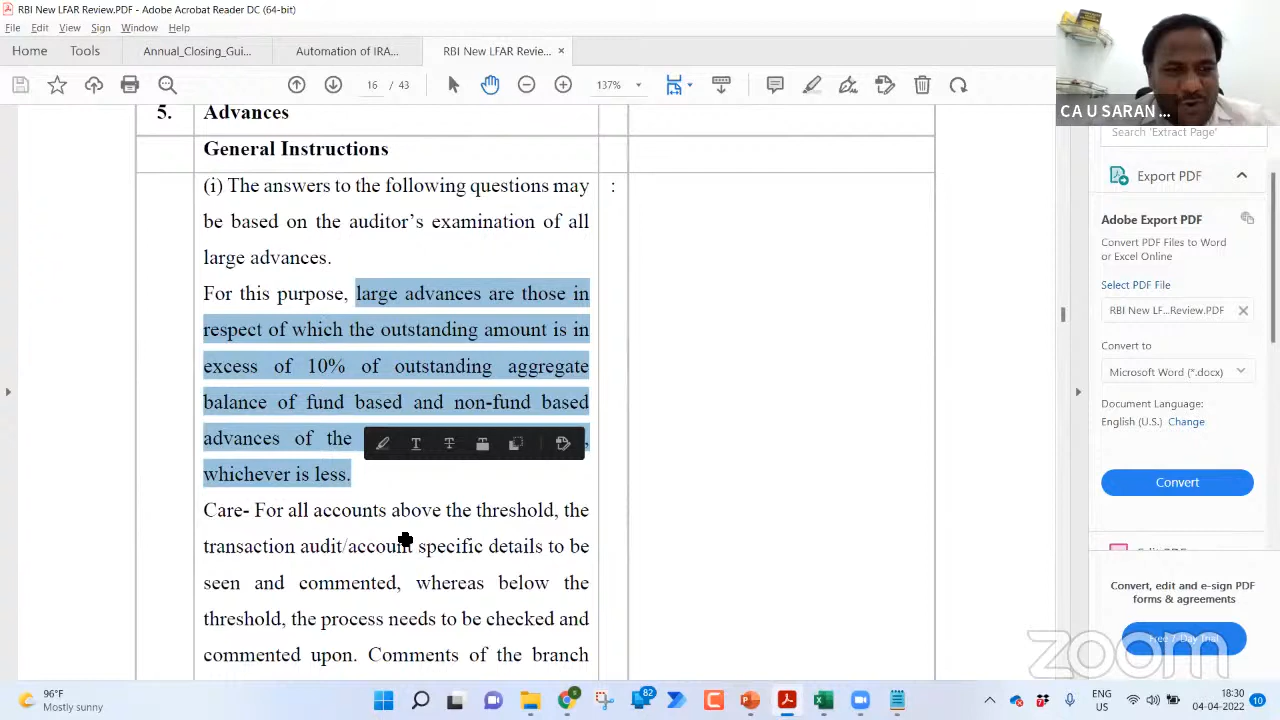 RBI New LFAR Review.PDF - Adobe Acrobat Reader DC (64-bit)
File Edit View Sign Window Help
Home Tools Annual_Closing_Gui... Automation of IRA... RBI New LFAR Revie... ×
16 / 43 137%
5. Advances
General Instructions
(i) The answers to the following questions may :
be based on the auditor's examination of all
large advances.
For this purpose, large advances are those in
respect of which the outstanding amount is in
excess of 10% of outstanding aggregate
balance of fund based and non-fund based
advances of the ,
whichever is less.
Care- For all accounts above the threshold, the
transaction audit/account specific details to be
seen and commented, whereas below the
threshold, the process needs to be checked and
commented upon. Comments of the branch
CA U SARAN ...
Search 'Extract Page'
Export PDF
Adobe Export PDF
Convert PDF Files to Word
or Excel Online
Select PDF File
RBI New LF...Review.PDF
Convert to
Microsoft Word (*.docx)
Document Language:
English (U.S.) Change
Convert
Convert, edit and e-sign PDF
forms & agreements
Free 7-Day Trial
zoom
96°F
Mostly sunny
82
ENG
US
18:30
04-04-2022
10